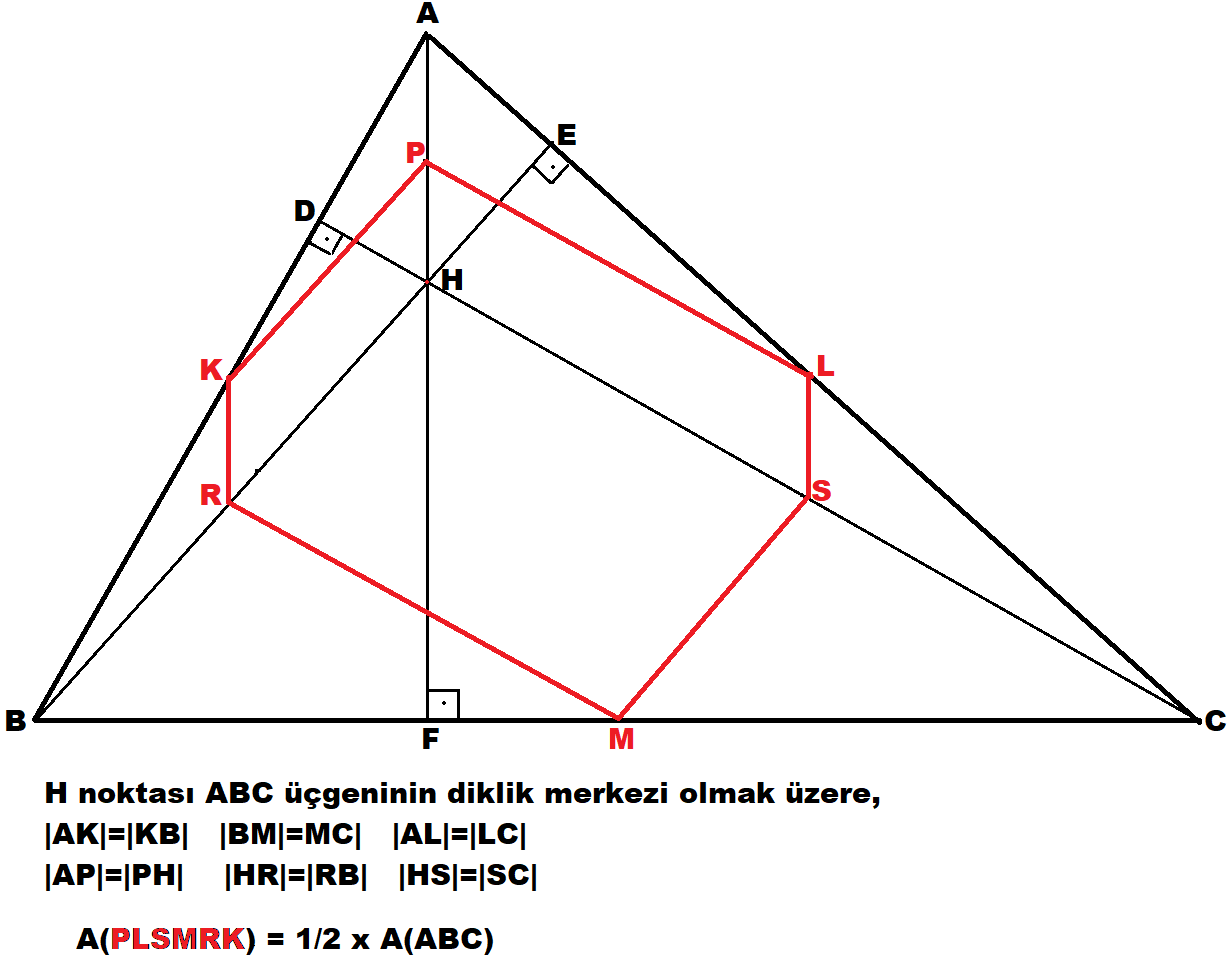 A
E
P
D
H
K
L
R
S
B
F
M
C
H noktası ABC üçgeninin diklik merkezi olmak üzere,
|AK|=|KB| |BM|=MC| |AL|=|LC|
|AP|=|PH| |HR|=|RB| |HS|=|SC|
A(PLSMRK) = 1/2 x A(ABC)